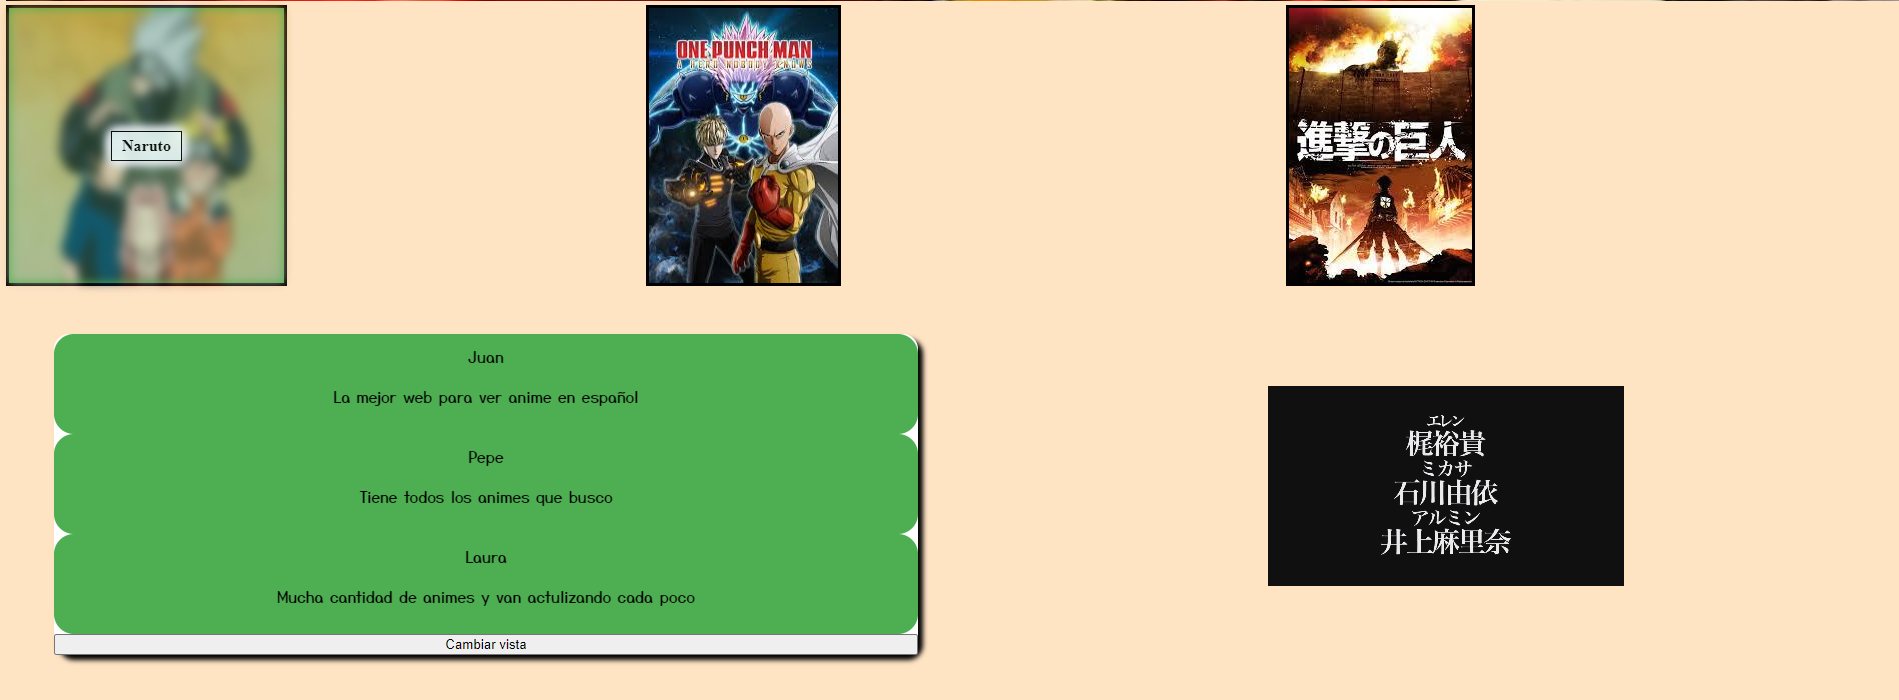 Naruto
ONE PUNCH MAN
A HERO NOBODY KNOWS
進撃の巨人
Juan
La mejor web para ver anime en español
Pepe
Tiene todos los animes que busco
Laura
Mucha cantidad de animes y van actulizando cada poco
Cambiar vista
エレン
梶裕貴
ミカサ
石川由依
アルミン
井上麻里奈